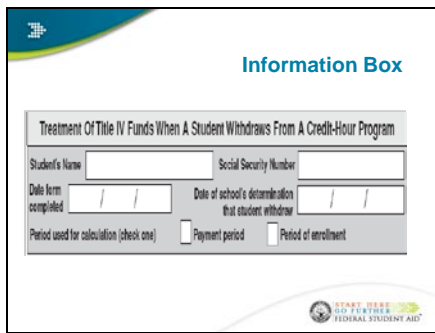 Information Box
Treatment Of Title IV Funds When A Student Withdraws From A Credit-Hour Program
Student's Name
Social Security Number
Date form
completed / /
Date of school's determination
that student withdrew / /
Period used for calculation (check one) Payment period Period of enrollment
START HERE
GO FURTHER
FEDERAL STUDENT AID